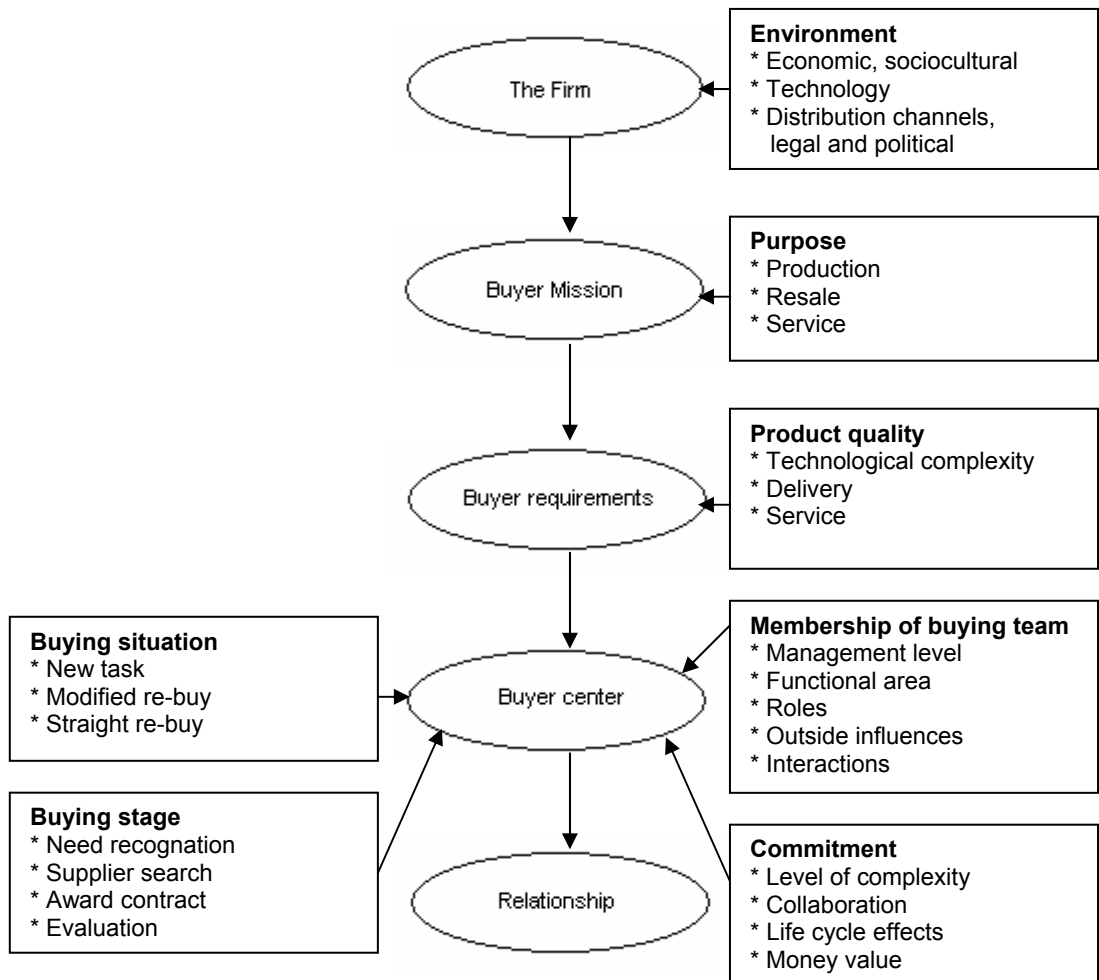 The Firm
Environment
* Economic, sociocultural
* Technology
* Distribution channels,
legal and political
Buyer Mission
Purpose
* Production
* Resale
* Service
Buyer requirements
Product quality
* Technological complexity
* Delivery
* Service
Buying situation
* New task
* Modified re-buy
* Straight re-buy
Buyer center
Membership of buying team
* Management level
* Functional area
* Roles
* Outside influences
* Interactions
Buying stage
* Need recognation
* Supplier search
* Award contract
* Evaluation
Relationship
Commitment
* Level of complexity
* Collaboration
* Life cycle effects
* Money value